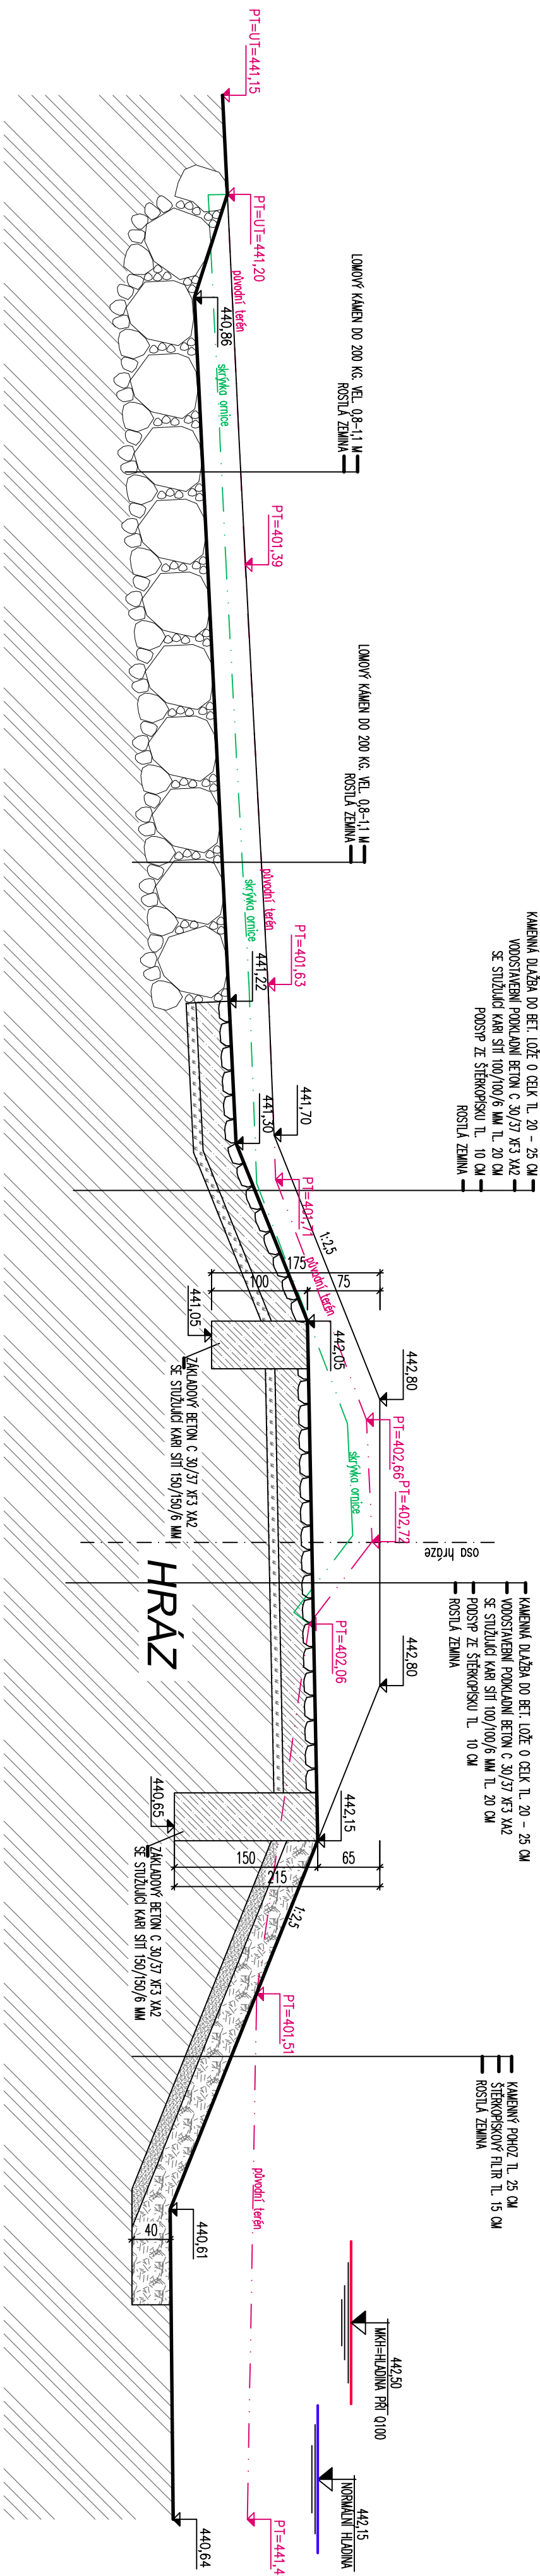 PT=UT=441,15
PT=UT=441,20
původní terén
440,86
skrývka ornice
LOMOVÝ KÁMEN DO 200 KG. VEL. 0,8-1,1 M
ROSTLÁ ZEMINA
PT=401,39
LOMOVÝ KÁMEN DO 200 KG. VEL. 0,8-1,1 M
ROSTLÁ ZEMINA
původní terén
skrývka ornice
PT=401,63
441,22
KAMENNÁ DLAŽBA DO BET. LOŽE O CELK TL. 20 - 25 CM
VODOSTAVEBNÍ PODKLADNÍ BETON C 30/37 XF3 XA2
SE STUŽUJÍCÍ KARI SÍTÍ 100/100/6 MM TL. 20 CM
PODSYP ZE ŠTĚRKOPÍSKU TL. 10 CM
ROSTLÁ ZEMINA
441,70
441,30
PT=401,71
1:2,5
původní terén
175
100
75
441,05
442,05
ZÁKLADOVÝ BETON C 30/37 XF3 XA2
SE STUŽUJÍCÍ KARI SÍTÍ 150/150/6 MM
442,80
PT=402,66
skrývka ornice
PT=402,72
osa hráze
HRÁZ
KAMENNÁ DLAŽBA DO BET. LOŽE O CELK TL. 20 - 25 CM
VODOSTAVEBNÍ PODKLADNÍ BETON C 30/37 XF3 XA2
SE STUŽUJÍCÍ KARI SÍTÍ 100/100/6 MM TL. 20 CM
PODSYP ZE ŠTĚRKOPÍSKU TL. 10 CM
ROSTLÁ ZEMINA
PT=402,06
442,80
440,65
442,15
150
65
215
ZÁKLADOVÝ BETON C 30/37 XF3 XA2
SE STUŽUJÍCÍ KARI SÍTÍ 150/150/6 MM
1:2,5
PT=401,51
KAMENNÝ POHOZ TL. 25 CM
ŠTĚRKOPÍSKOVÝ FILTR TL. 15 CM
ROSTLÁ ZEMINA
původní terén
40
440,61
442,50
MKH=HLADINA PŘI Q100
442,15
NORMÁLNÍ HLADINA
PT=441,4
440,64